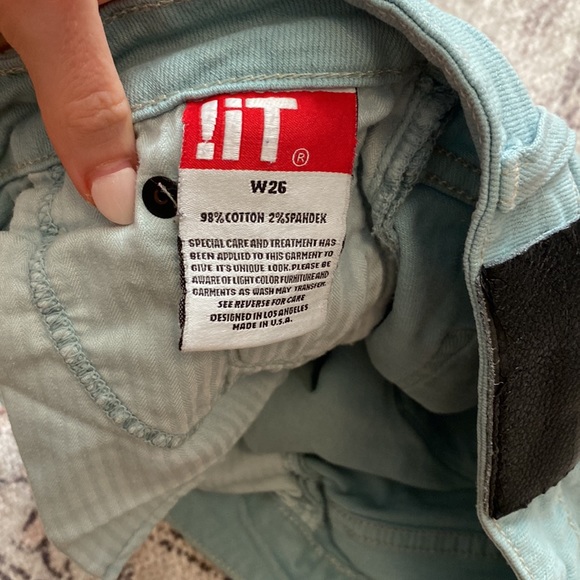 !iT
®
W26
98% COTTON 2% SPANDEX
SPECIAL CARE AND TREATMENT HAS
BEEN APPLIED TO THIS GARMENT TO
GIVE IT'S UNIQUE LOOK. PLEASE BE
AWARE OF LIGHT COLOR FURNITURE AND
GARMENTS AS WASH MAY TRANSFER.
SEE REVERSE FOR CARE
DESIGNED IN LOS ANGELES
MADE IN U.S.A.